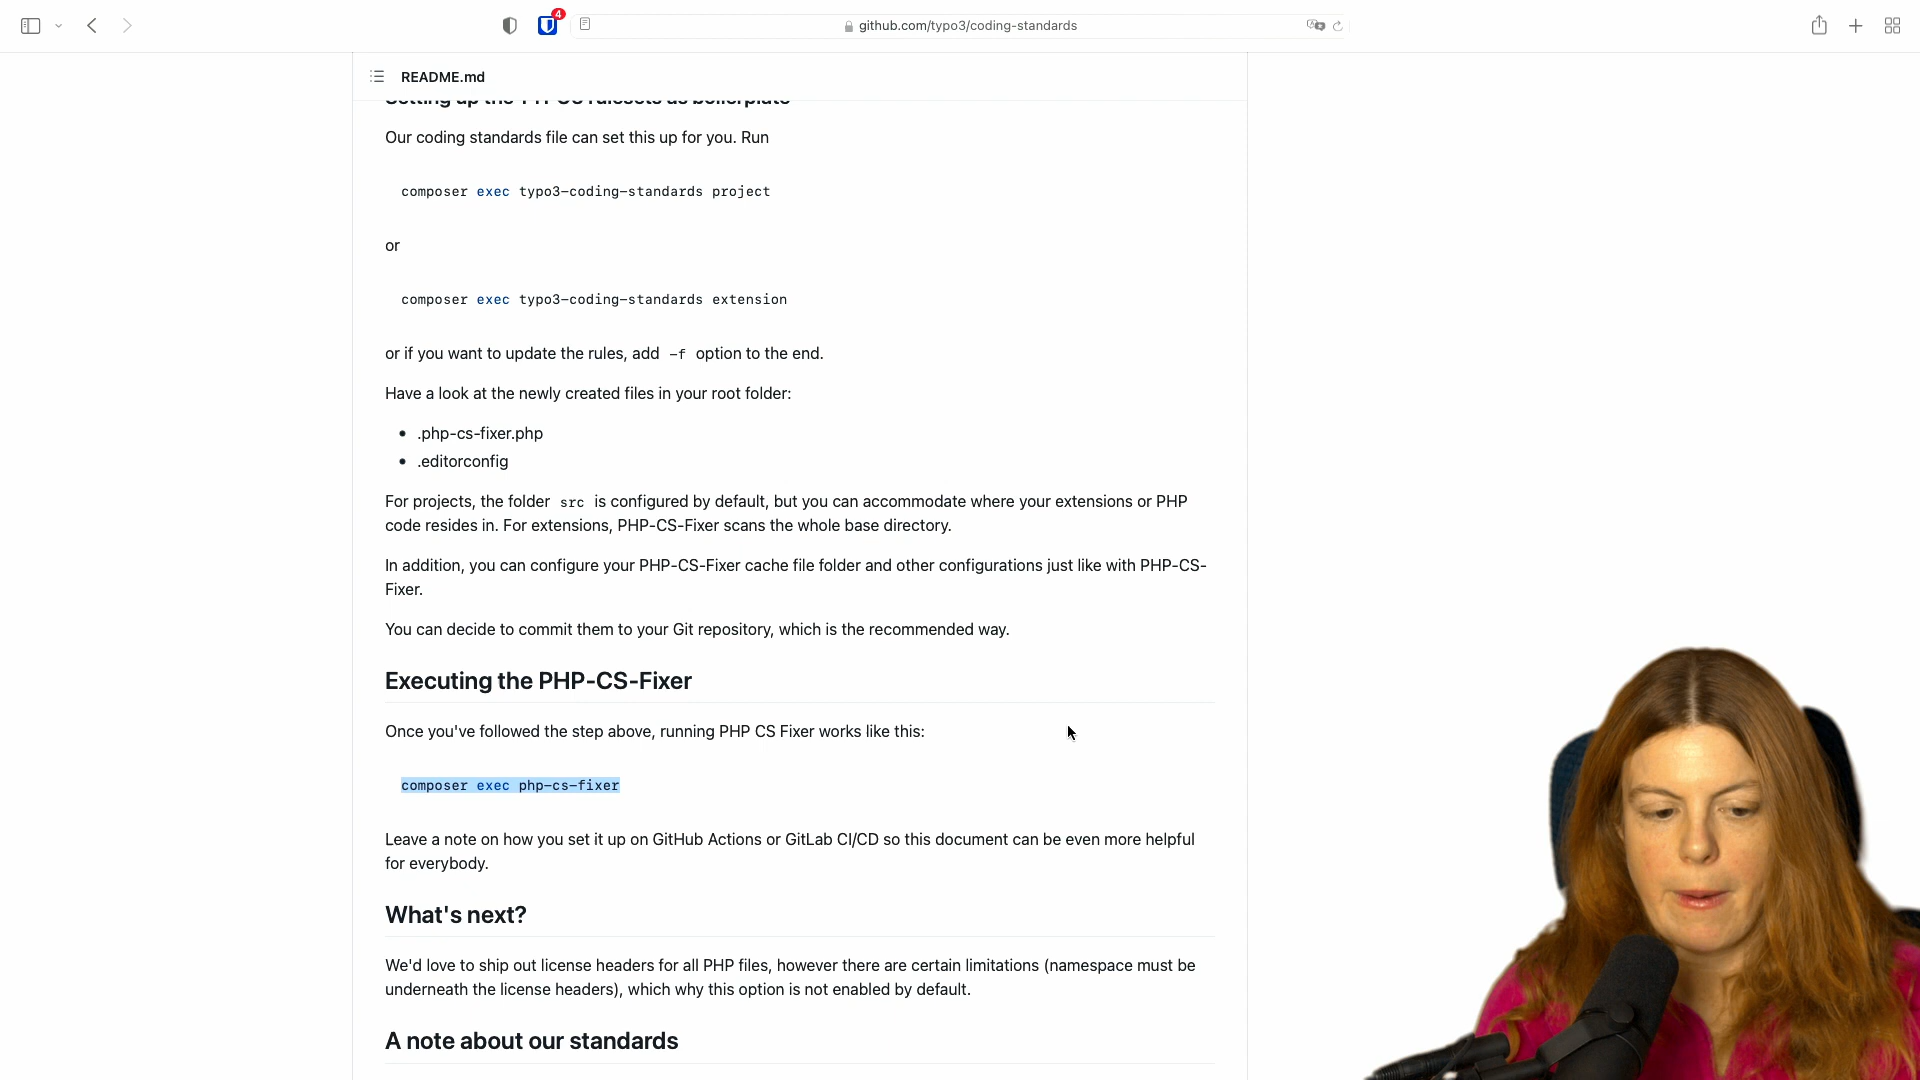 4
github.com/typo3/coding-standards
README.md
Setting up the PHP-CS rulesets as boilerplate
Our coding standards file can set this up for you. Run
composer exec typo3-coding-standards project
or
composer exec typo3-coding-standards extension
or if you want to update the rules, add -f option to the end.
Have a look at the newly created files in your root folder:
• .php-cs-fixer.php
• .editorconfig
For projects, the folder src is configured by default, but you can accommodate where your extensions or PHP
code resides in. For extensions, PHP-CS-Fixer scans the whole base directory.
In addition, you can configure your PHP-CS-Fixer cache file folder and other configurations just like with PHP-CS-
Fixer.
You can decide to commit them to your Git repository, which is the recommended way.
Executing the PHP-CS-Fixer
Once you've followed the step above, running PHP CS Fixer works like this:
composer exec php-cs-fixer
Leave a note on how you set it up on GitHub Actions or GitLab CI/CD so this document can be even more helpful
for everybody.
What's next?
We'd love to ship out license headers for all PHP files, however there are certain limitations (namespace must be
underneath the license headers), which why this option is not enabled by default.
A note about our standards